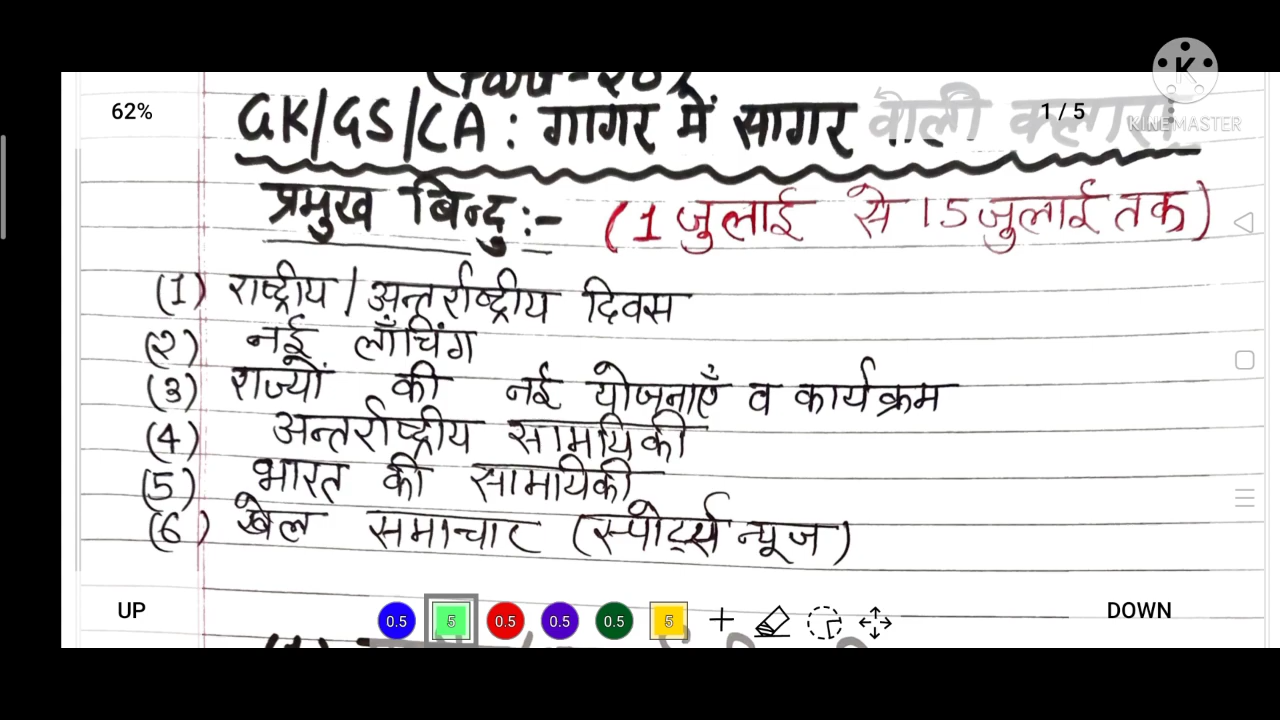 62%
1 / 5
KINEMASTER
GK/GS/CA : गागर में सागर वाली क्लास
प्रमुख बिन्दु :- (1 जुलाई से 15 जुलाई तक)
(1) राष्ट्रीय / अन्तर्राष्ट्रीय दिवस
(2) नई लाँचिंग
(3) राज्यों की नई योजनाएँ व कार्यक्रम
(4) अन्तर्राष्ट्रीय सामयिकी
(5) भारत की सामयिकी
(6) खेल समाचार (स्पोर्ट्स न्यूज)
UP
0.5 5 0.5 0.5 0.5 5
DOWN